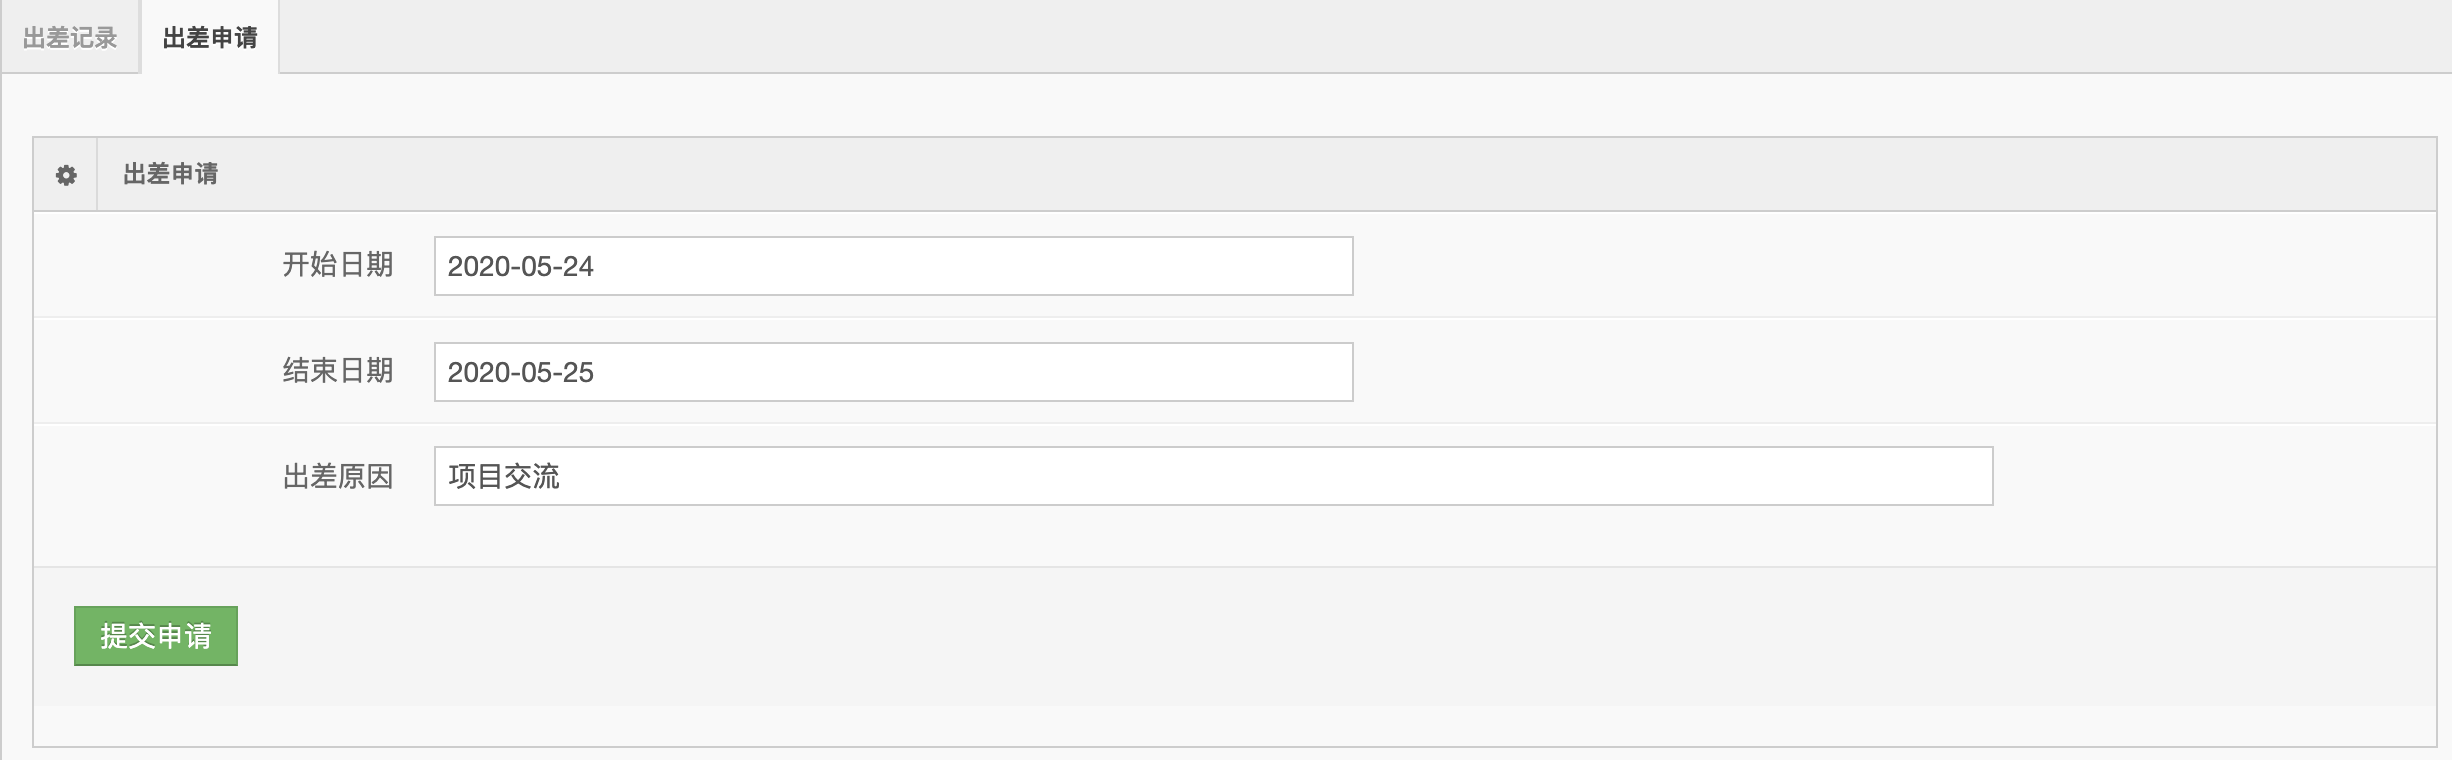 出差记录 出差申请
出差申请
开始日期 2020-05-24
结束日期 2020-05-25
出差原因 项目交流
提交申请